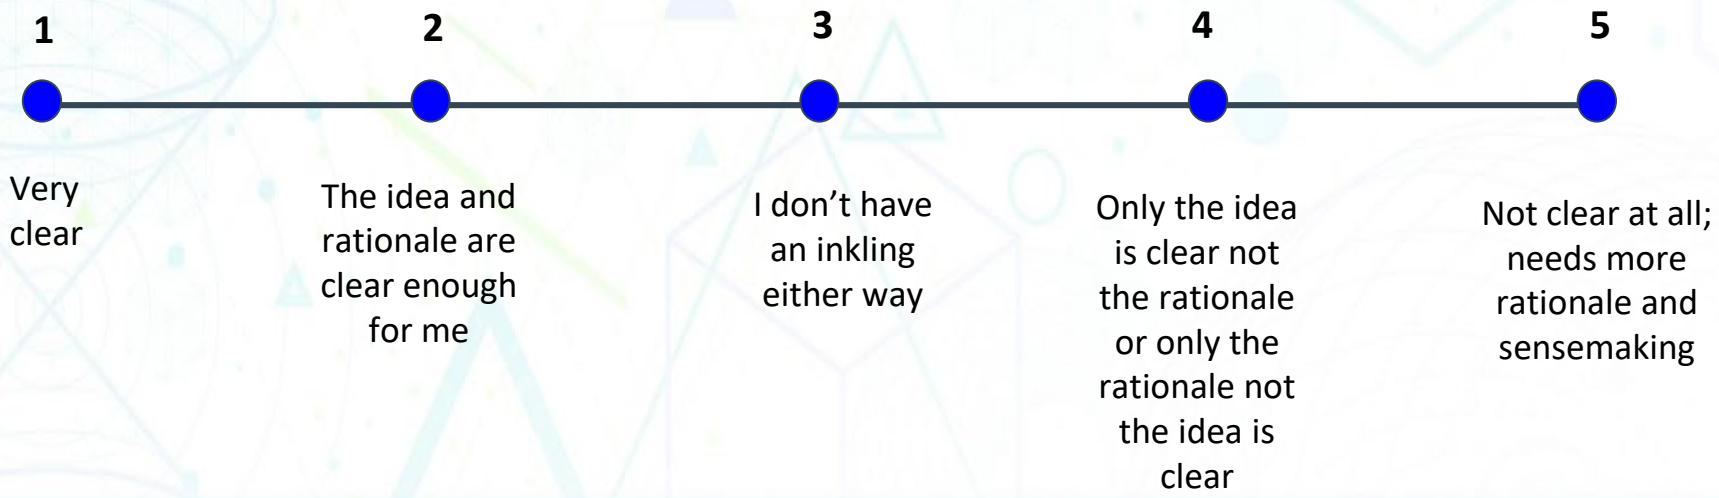 1
2
3
4
5
Very
clear
The idea and
rationale are
clear enough
for me
I don’t have
an inkling
either way
Only the idea
is clear not
the rationale
or only the
rationale not
the idea is
clear
Not clear at all;
needs more
rationale and
sensemaking